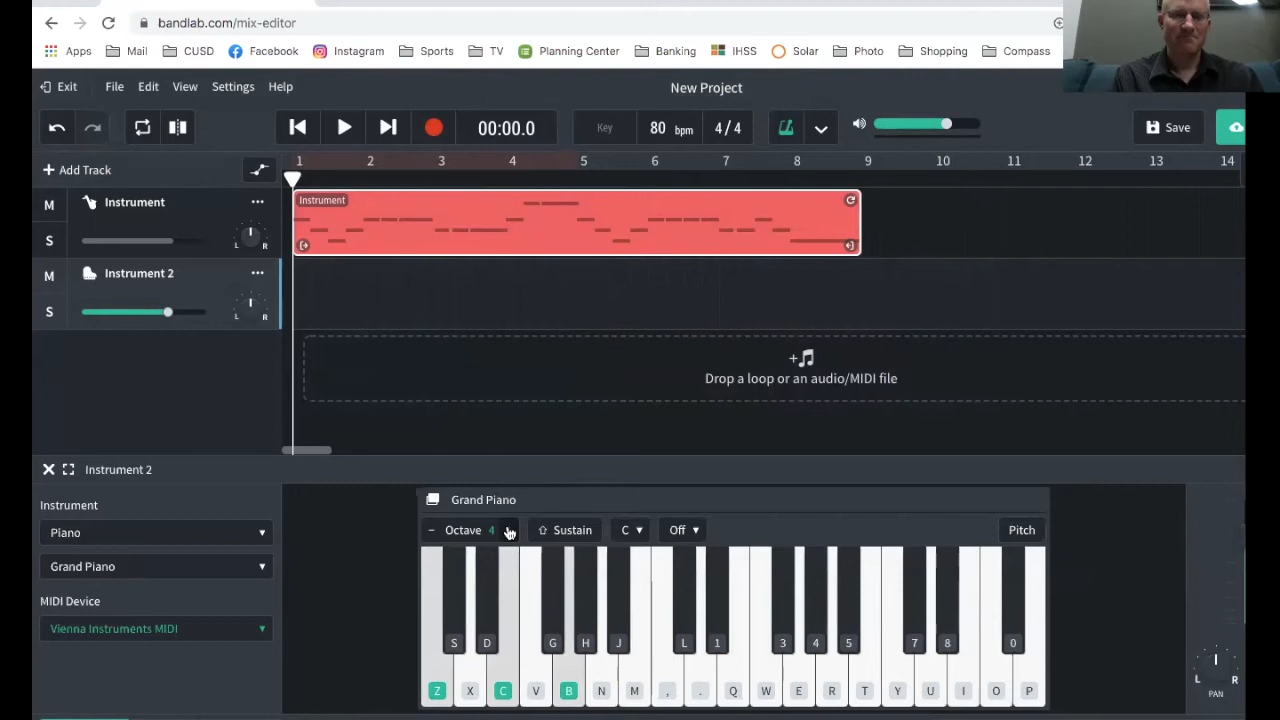 bandlab.com/mix-editor
Apps Mail CUSD Facebook Instagram Sports TV Planning Center Banking IHSS Solar Photo Shopping Compass
Exit File Edit View Settings Help New Project
00:00.0 Key 80 bpm 4/4 Save
+ Add Track 1 2 3 4 5 6 7 8 9 10 11 12 13 14
M Instrument Instrument
S L R
M Instrument 2
S L R
Drop a loop or an audio/MIDI file
Instrument 2
Instrument Grand Piano
Piano − Octave 4 Sustain C Off Pitch
Grand Piano
MIDI Device
Vienna Instruments MIDI
S D G H J L 1 3 4 5 7 8 0
Z X C V B N M , . Q W E R T Y U I O P
L R
PAN